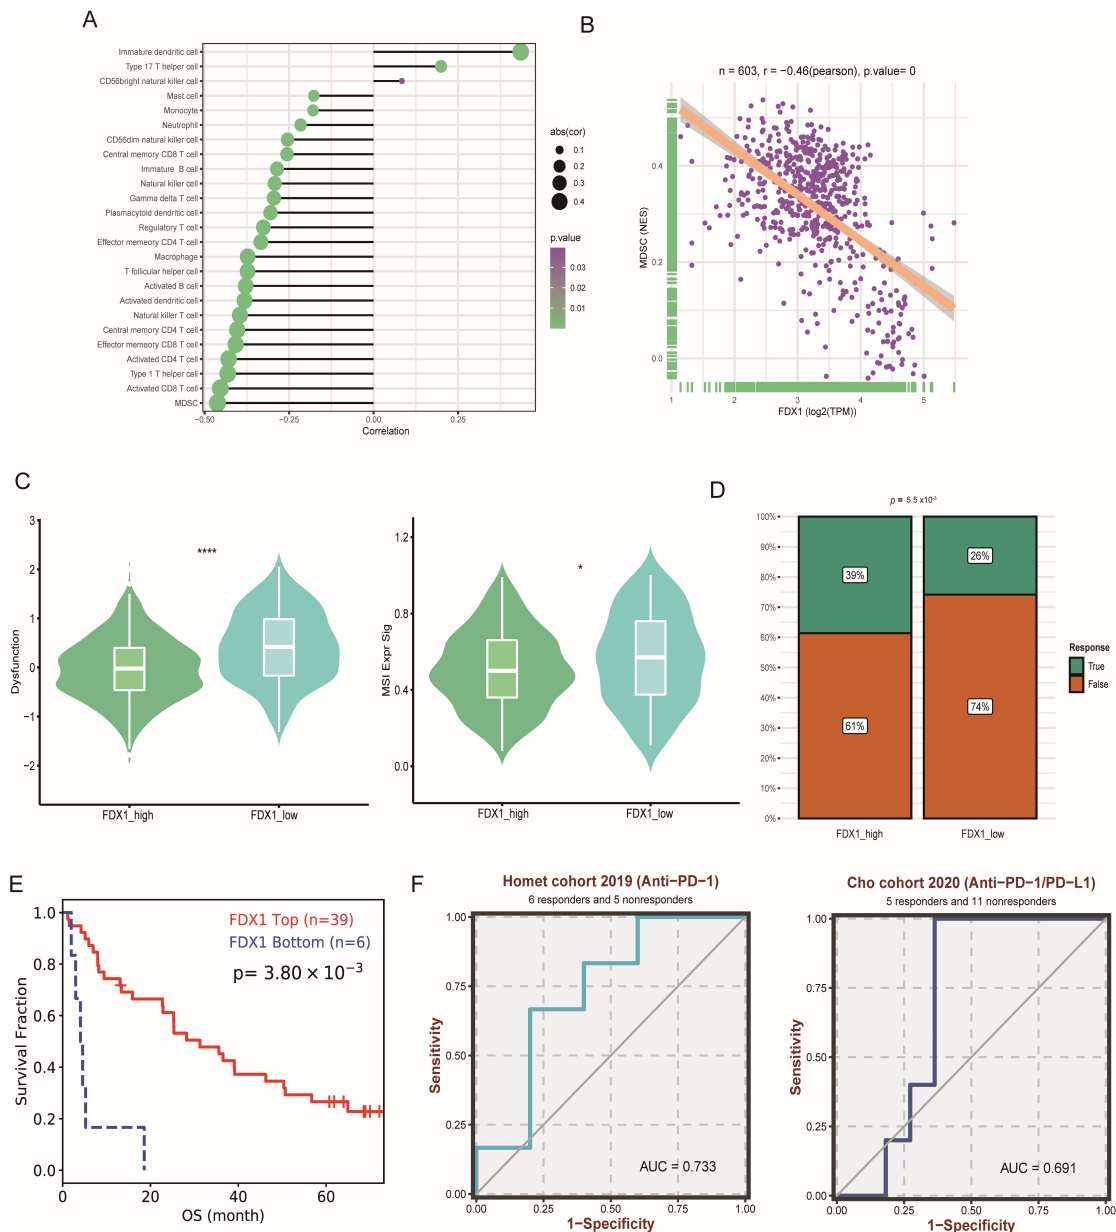 A
Immature dendritic cell
Type 17 T helper cell
CD56bright natural killer cell
Mast cell
Monocyte
Neutrophil
CD56dim natural killer cell
Central memory CD8 T cell
Immature B cell
Natural killer cell
Gamma delta T cell
Plasmacytoid dendritic cell
Regulatory T cell
Effector memeory CD4 T cell
Macrophage
T follicular helper cell
Activated B cell
Activated dendritic cell
Natural killer T cell
Central memory CD4 T cell
Effector memeory CD8 T cell
Activated CD4 T cell
Type 1 T helper cell
Activated CD8 T cell
MDSC
−0.50 −0.25 0.00 0.25
Correlation
abs(cor)
0.1
0.2
0.3
0.4
p.value
0.03
0.02
0.01
B
n = 603, r = −0.46(pearson), p.value= 0
MDSC (NES)
0.4
0.2
0.0
1 2 3 4 5
FDX1 (log2(TPM))
C
Dysfunction
3
2
1
0
−1
−2
****
FDX1_high FDX1_low
MSI Expr Sig
1.2
0.8
0.4
0.0
*
FDX1_high FDX1_low
D
p = 5.5 x10⁻³
100%
90%
80%
70%
60%
50%
40%
30%
20%
10%
0%
39%
61%
26%
74%
FDX1_high FDX1_low
Response
True
False
E
FDX1 Top (n=39)
FDX1 Bottom (n=6)
p= 3.80 × 10⁻³
Survival Fraction
1.0
0.8
0.6
0.4
0.2
0.0
0 20 40 60
OS (month)
F
Homet cohort 2019 (Anti−PD−1)
6 responders and 5 nonresponders
Sensitivity
1.00
0.75
0.50
0.25
0.00
AUC = 0.733
0.00 0.25 0.50 0.75 1.00
1−Specificity
Cho cohort 2020 (Anti−PD−1/PD−L1)
5 responders and 11 nonresponders
Sensitivity
1.00
0.75
0.50
0.25
0.00
AUC = 0.691
0.00 0.25 0.50 0.75 1.00
1−Specificity